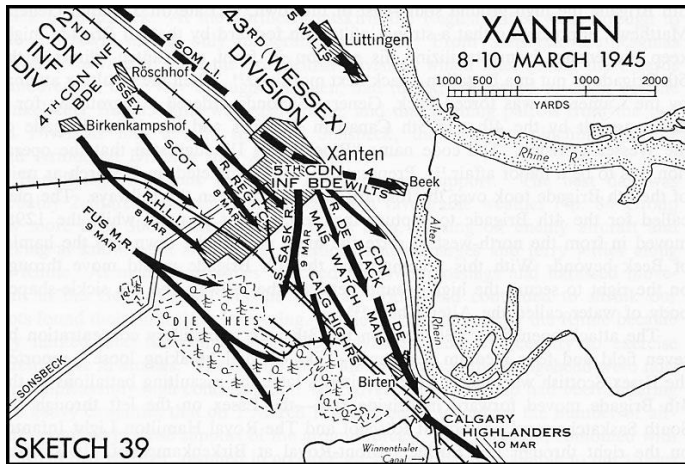 XANTEN
8-10 MARCH 1945
1000 500 1000 2000
YARDS
2ND
CDN
INF
DIV
43RD (WESSEX)
DIVISION
5 WILTS
Lüttingen
SOM. L.I.
4TH CDN INF
BDE
Röschhof
ESSEX
SCOT
Birkenkampshof
R. REGT C.
8 MAR
R.H.L.I.
8 MAR
FUS M.R.
9 MAR
Xanten
5TH CDN
INF BDE
4
WILTS
Beek
Rhine R.
Alter
Rhein
S. SASK R.
9 MAR
R. DE
MAIS
CDN
BLACK
WATCH
R. DE
MAIS
CALG HIGHRS
DIE HEES
SONSBECK
Birten
CALGARY
HIGHLANDERS
10 MAR
Winnenthaler
Canal
SKETCH 39